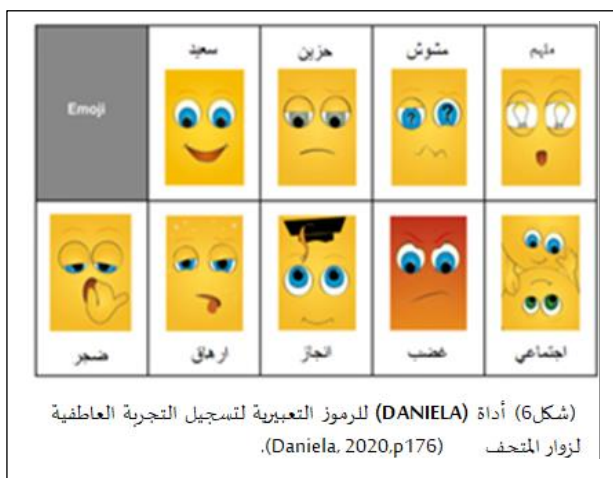 Emoji
سعيد
حزين
مشوش
ملهم
ضجر
ارهاق
انجاز
غضب
اجتماعي
(شكل6) أداة (DANIELA) للرموز التعبيرية لتسجيل التجربة العاطفية
لزوار المتحف (Daniela, 2020,p176).